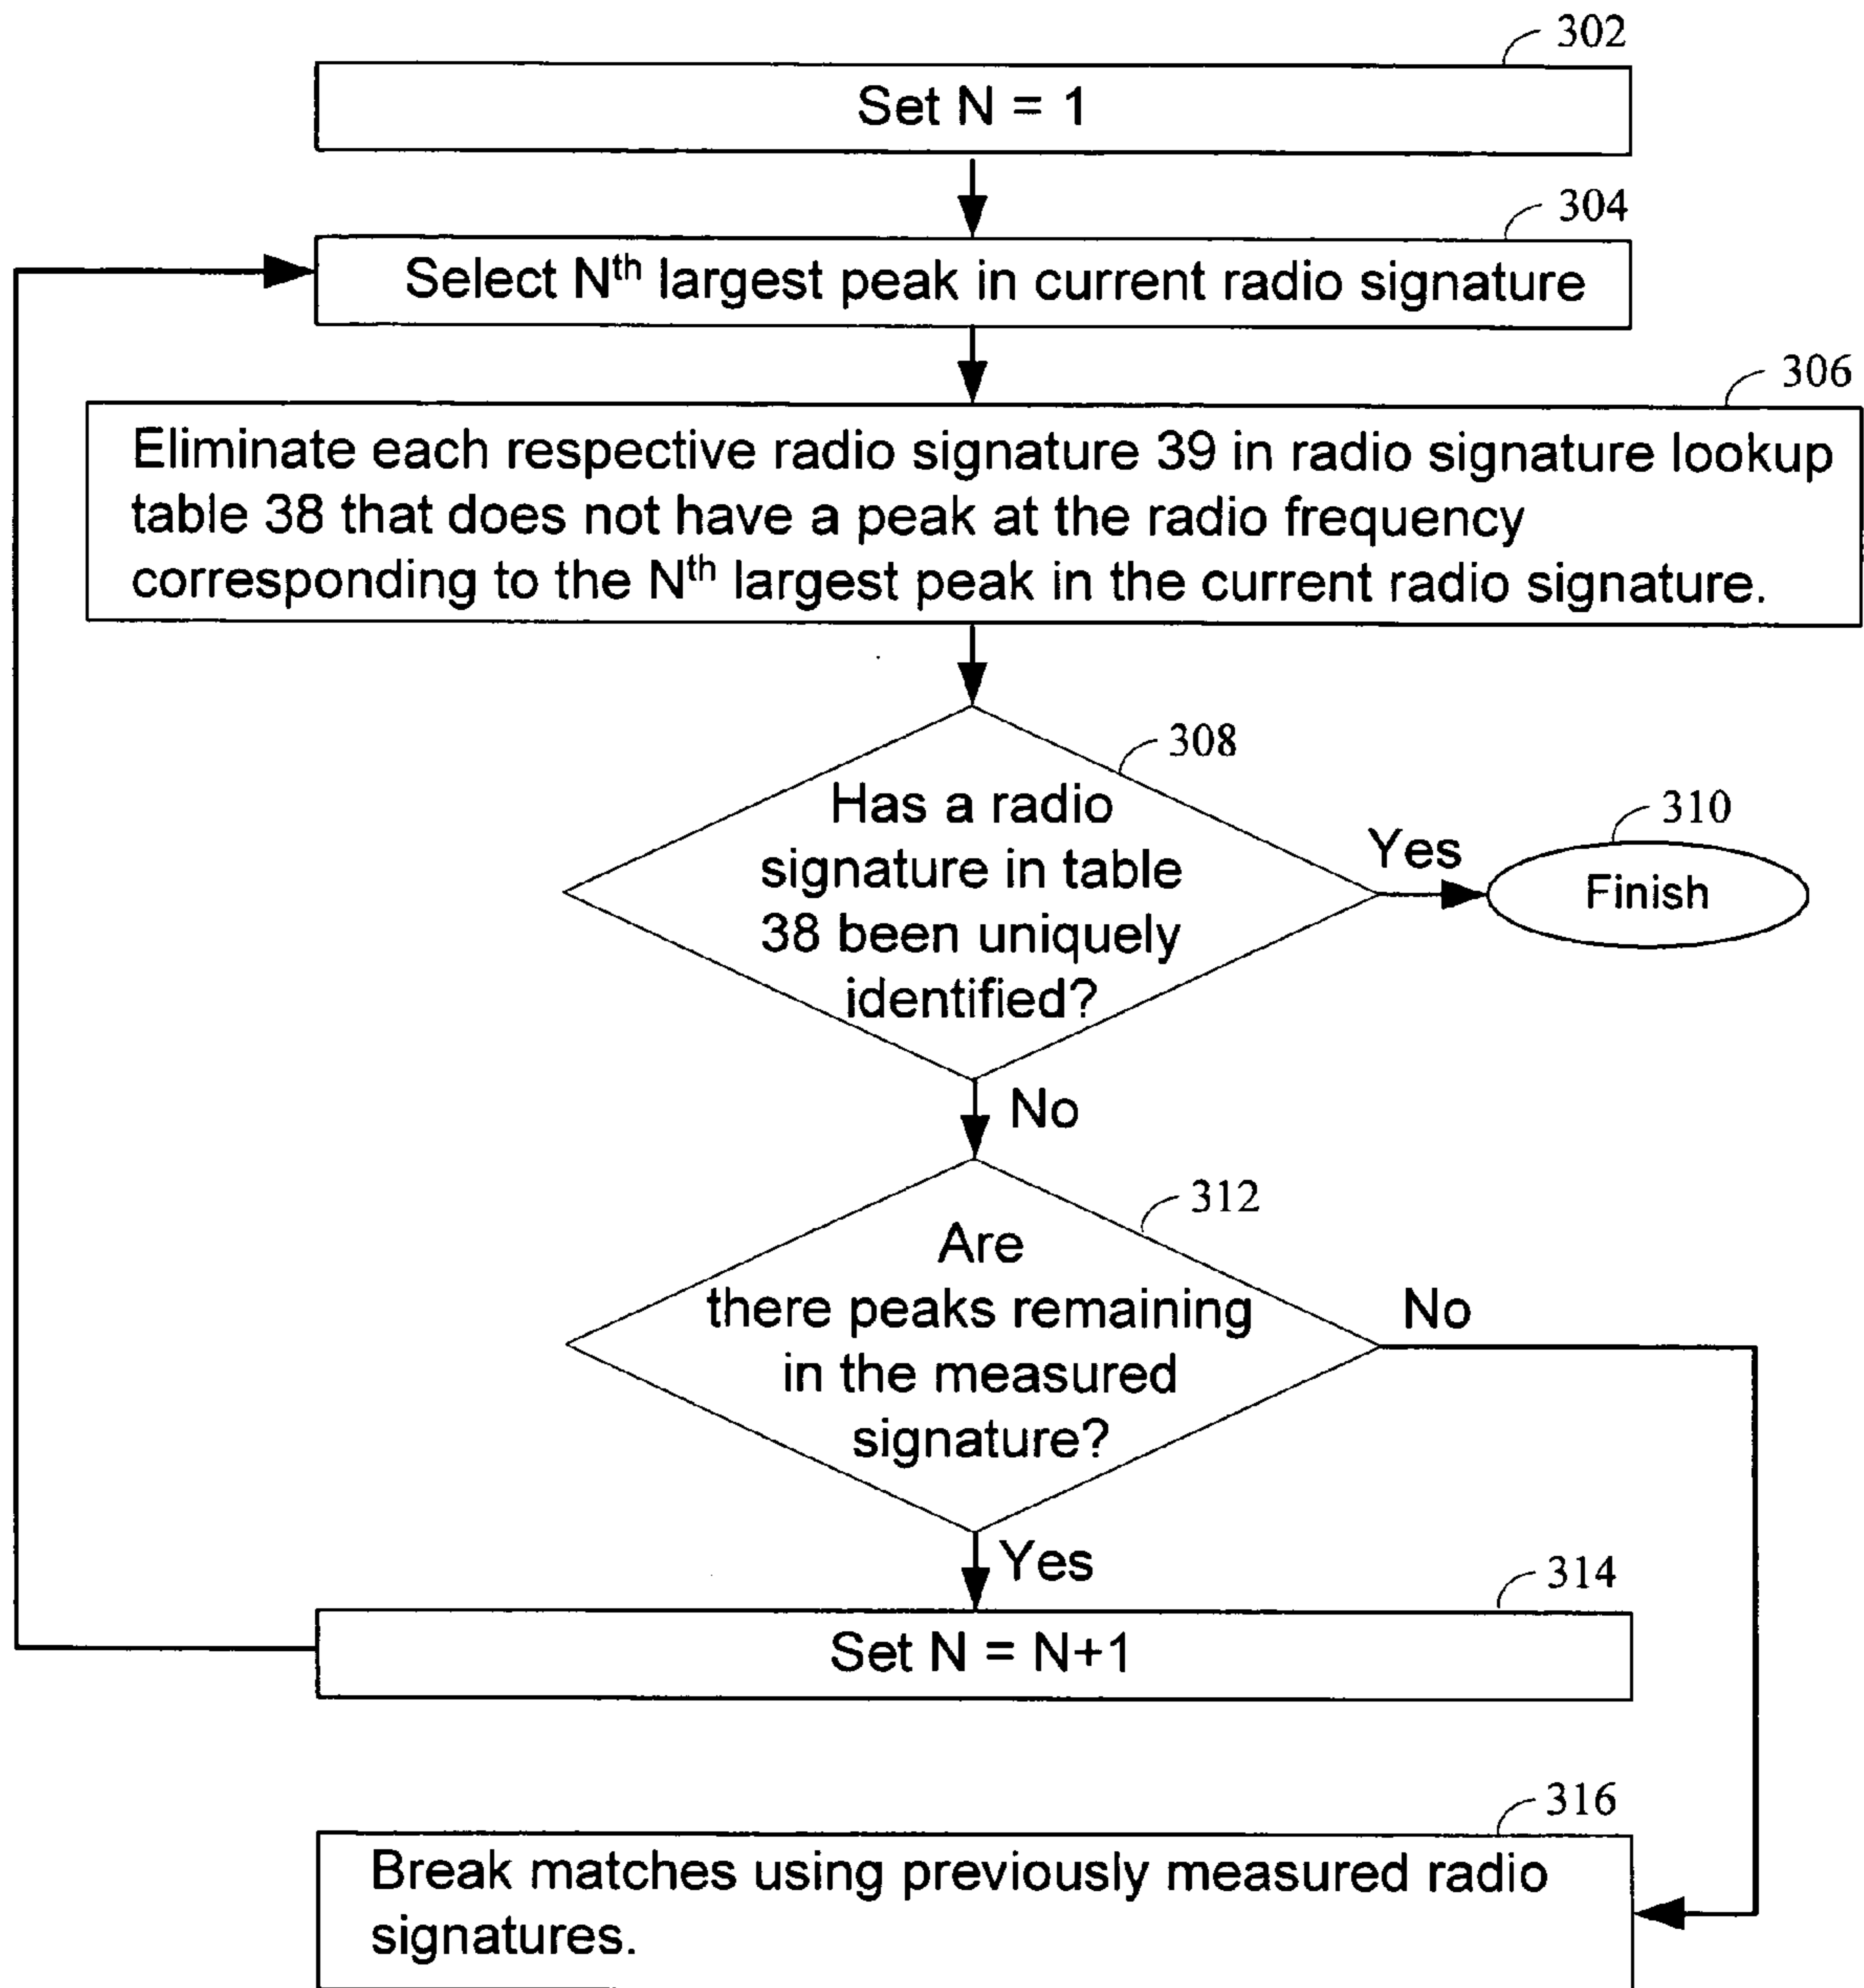 302
Set N = 1
304
Select Nth largest peak in current radio signature
306
Eliminate each respective radio signature 39 in radio signature lookup
table 38 that does not have a peak at the radio frequency
corresponding to the Nth largest peak in the current radio signature.
308
Has a radio
signature in table
38 been uniquely
identified?
Yes
310
Finish
No
312
Are
there peaks remaining
in the measured
signature?
No
Yes
314
Set N = N+1
316
Break matches using previously measured radio
signatures.